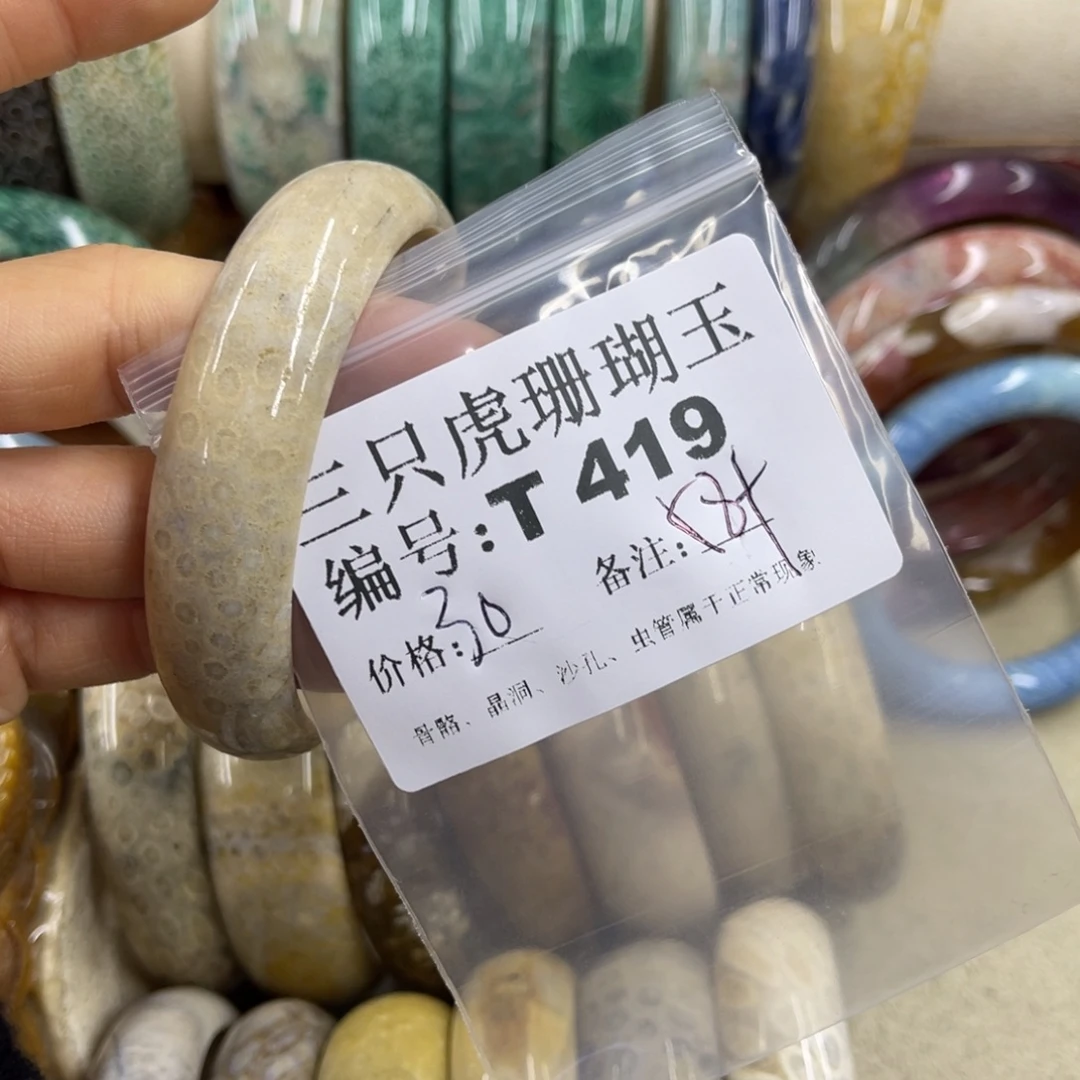 三只虎珊瑚玉
编号:T 419
备注:
价格:30
骨骼、晶洞、沙孔、虫管属于正常现象